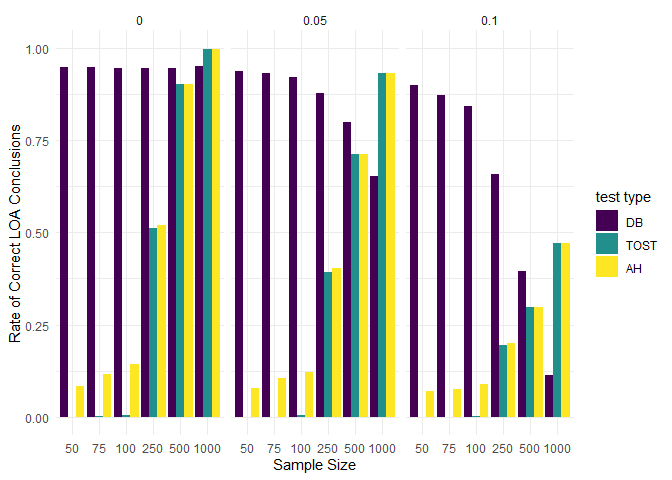 0 0.05 0.1
1.00
0.75
0.50
0.25
0.00
Rate of Correct LOA Conclusions
50 75 100 250 500 1000 50 75 100 250 500 1000 50 75 100 250 500 1000
Sample Size
test type
DB
TOST
AH